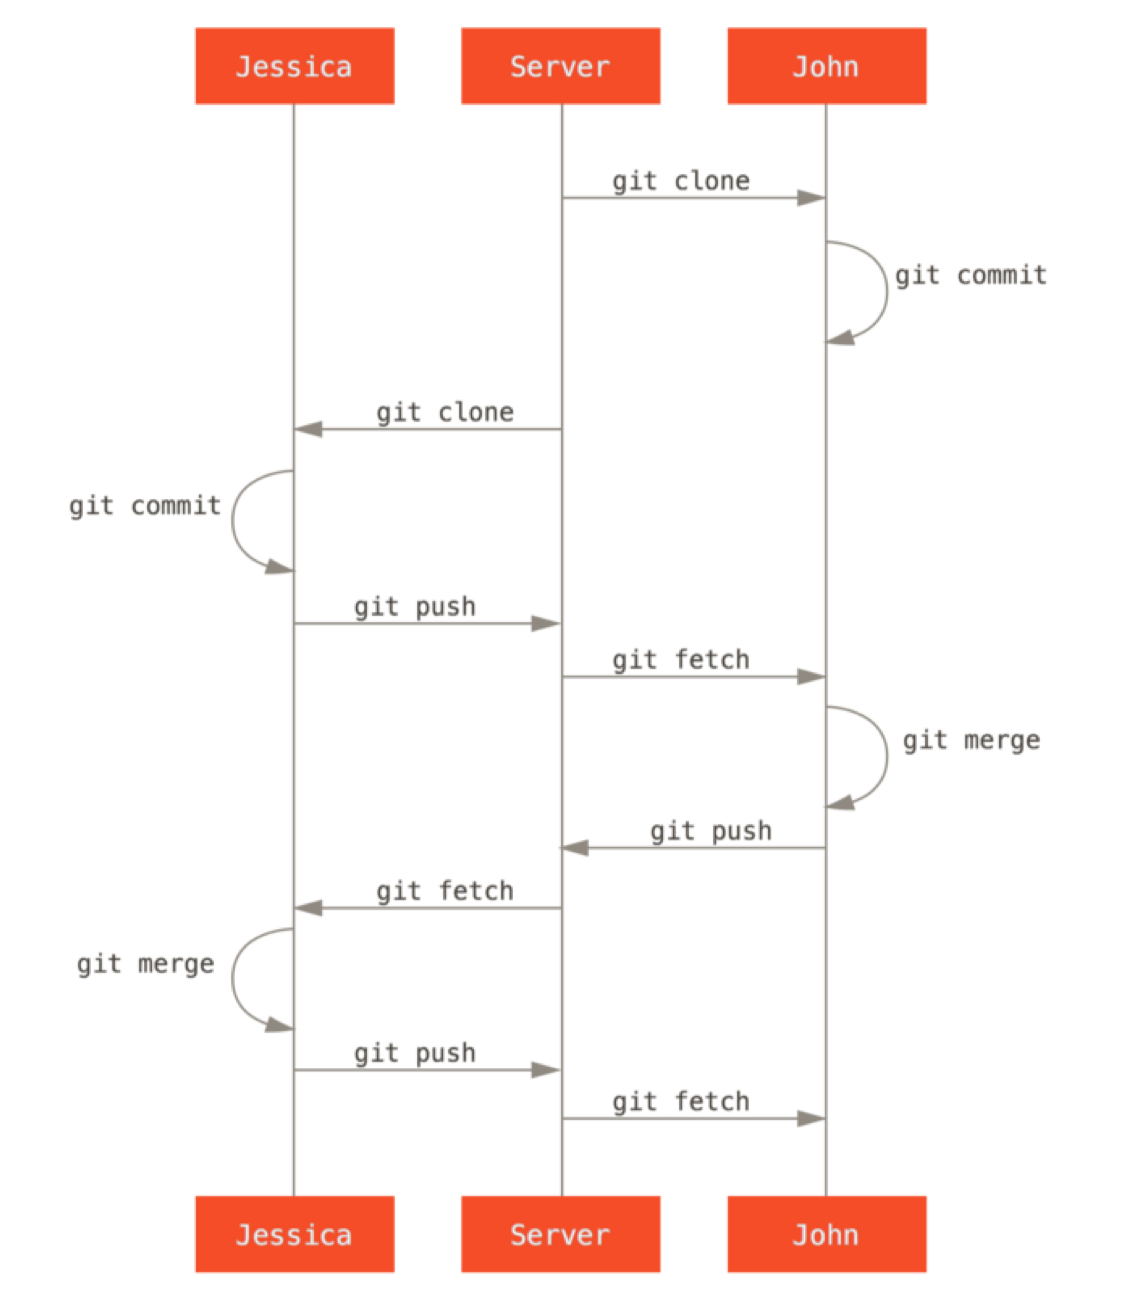 Jessica
Server
John
git clone
git commit
git clone
git commit
git push
git fetch
git merge
git push
git fetch
git merge
git push
git fetch
Jessica
Server
John